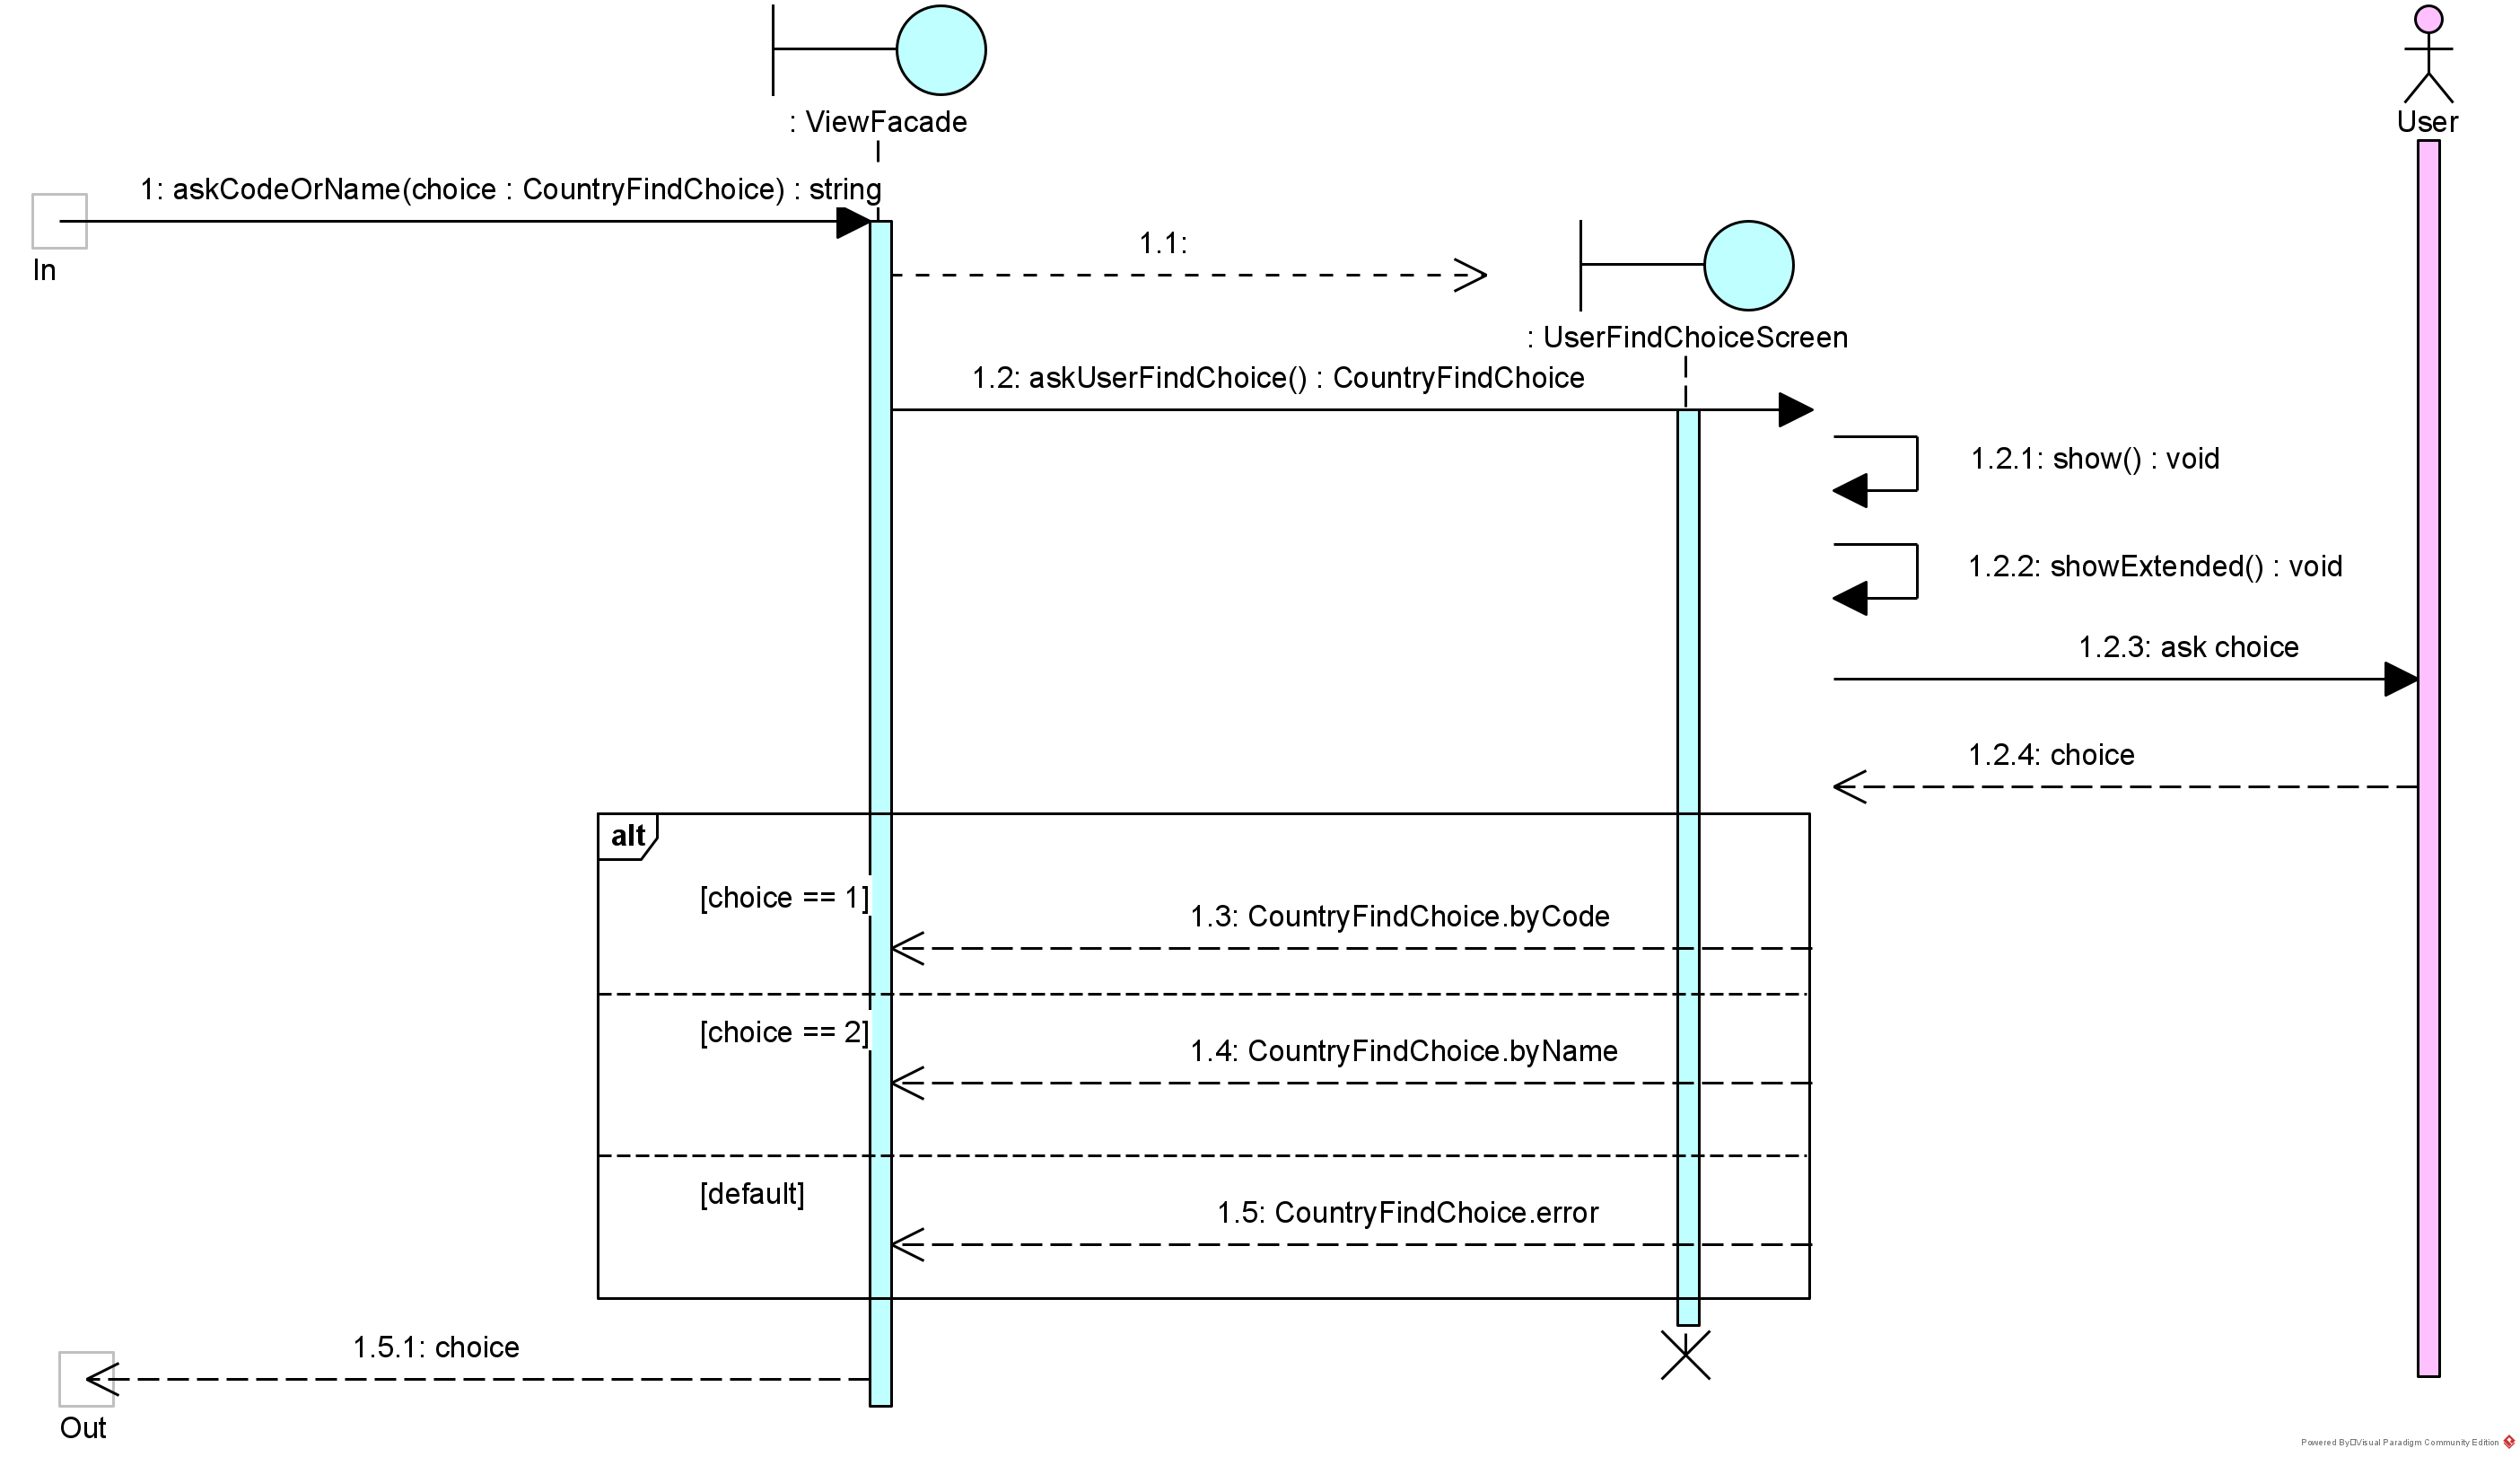 : ViewFacade
User
1: askCodeOrName(choice : CountryFindChoice) : string
In
1.1:
: UserFindChoiceScreen
1.2: askUserFindChoice() : CountryFindChoice
1.2.1: show() : void
1.2.2: showExtended() : void
1.2.3: ask choice
1.2.4: choice
alt
[choice == 1]
1.3: CountryFindChoice.byCode
[choice == 2]
1.4: CountryFindChoice.byName
[default]
1.5: CountryFindChoice.error
1.5.1: choice
Out
Powered By□Visual Paradigm Community Edition